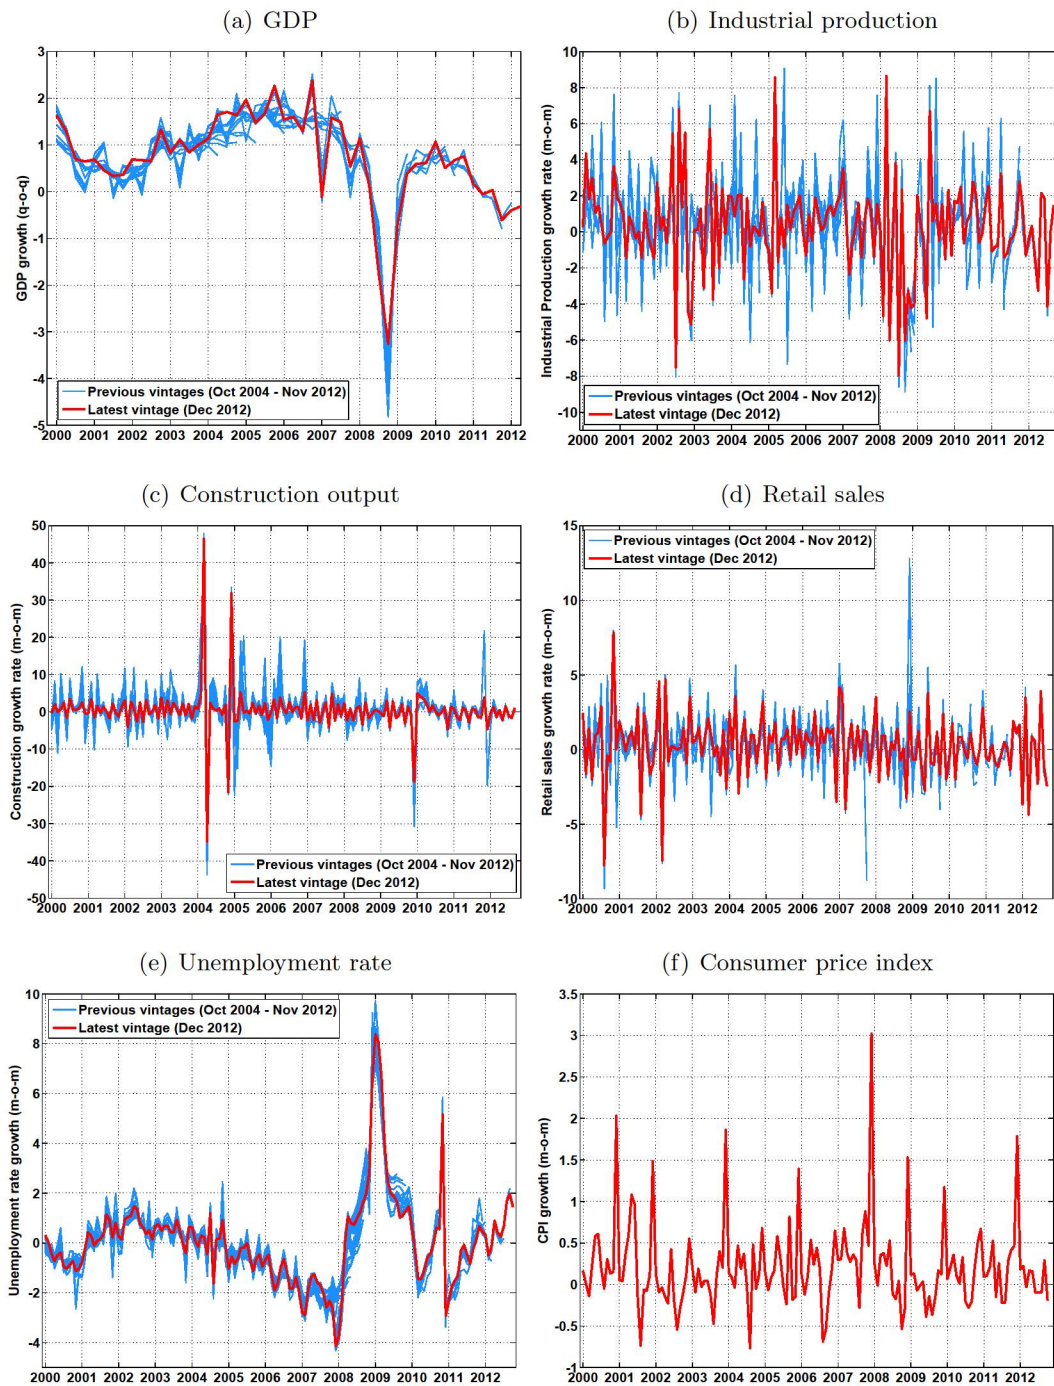 (a) GDP
3
2
1
0
-1
-2
-3
-4
-5
GDP growth (q-o-q)
Previous vintages (Oct 2004 - Nov 2012)
Latest vintage (Dec 2012)
2000 2001 2002 2003 2004 2005 2006 2007 2008 2009 2010 2011 2012
(b) Industrial production
10
8
6
4
2
0
-2
-4
-6
-8
-10
Industrial Production growth rate (m-o-m)
Previous vintages (Oct 2004 - Nov 2012)
Latest vintage (Dec 2012)
2000 2001 2002 2003 2004 2005 2006 2007 2008 2009 2010 2011 2012
(c) Construction output
50
40
30
20
10
0
-10
-20
-30
-40
-50
Construction growth rate (m-o-m)
Previous vintages (Oct 2004 - Nov 2012)
Latest vintage (Dec 2012)
2000 2001 2002 2003 2004 2005 2006 2007 2008 2009 2010 2011 2012
(d) Retail sales
15
10
5
0
-5
-10
Retail sales growth rate (m-o-m)
Previous vintages (Oct 2004 - Nov 2012)
Latest vintage (Dec 2012)
2000 2001 2002 2003 2004 2005 2006 2007 2008 2009 2010 2011 2012
(e) Unemployment rate
10
8
6
4
2
0
-2
-4
Unemployment rate growth (m-o-m)
Previous vintages (Oct 2004 - Nov 2012)
Latest vintage (Dec 2012)
2000 2001 2002 2003 2004 2005 2006 2007 2008 2009 2010 2011 2012
(f) Consumer price index
3.5
3
2.5
2
1.5
1
0.5
0
-0.5
-1
CPI growth (m-o-m)
2000 2001 2002 2003 2004 2005 2006 2007 2008 2009 2010 2011 2012